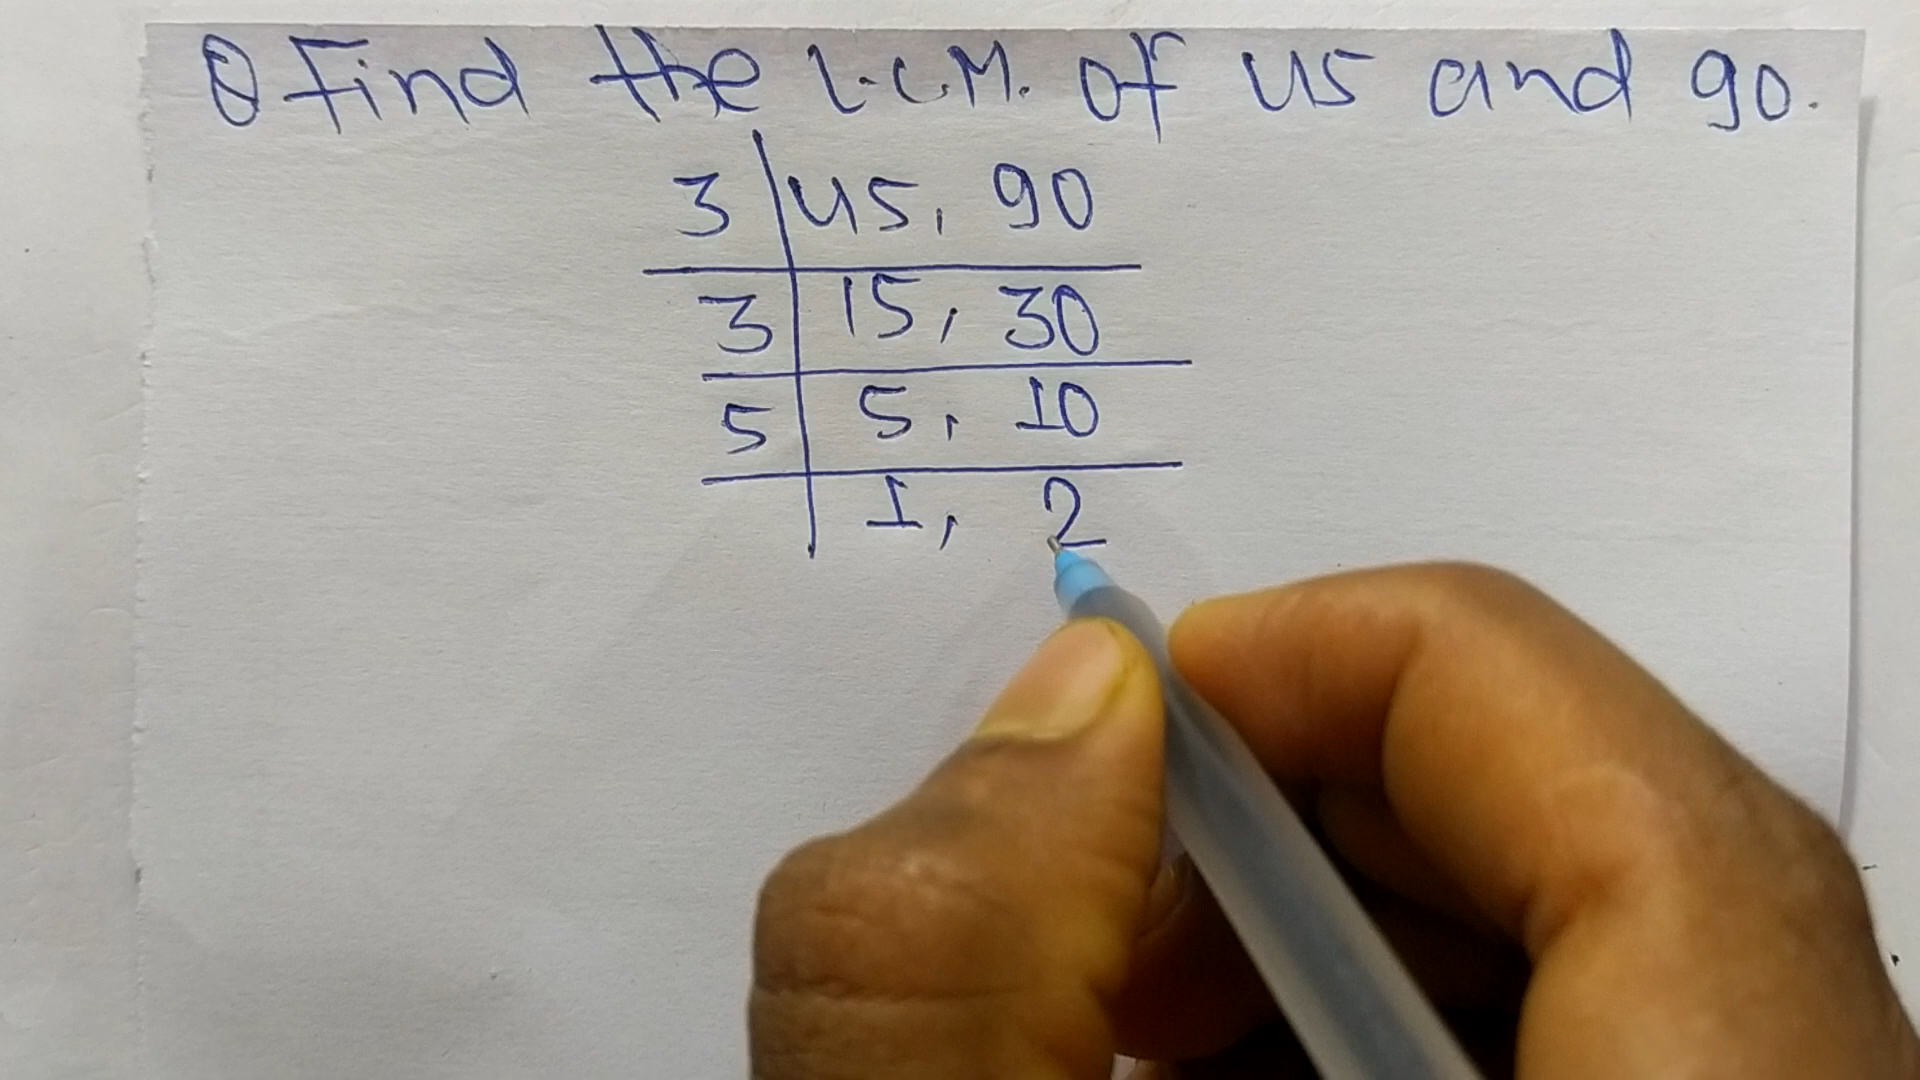 Q Find the L.C.M. of 45 and 90.
3 | 45, 90
3 | 15, 30
5 | 5, 10
| 1, 2